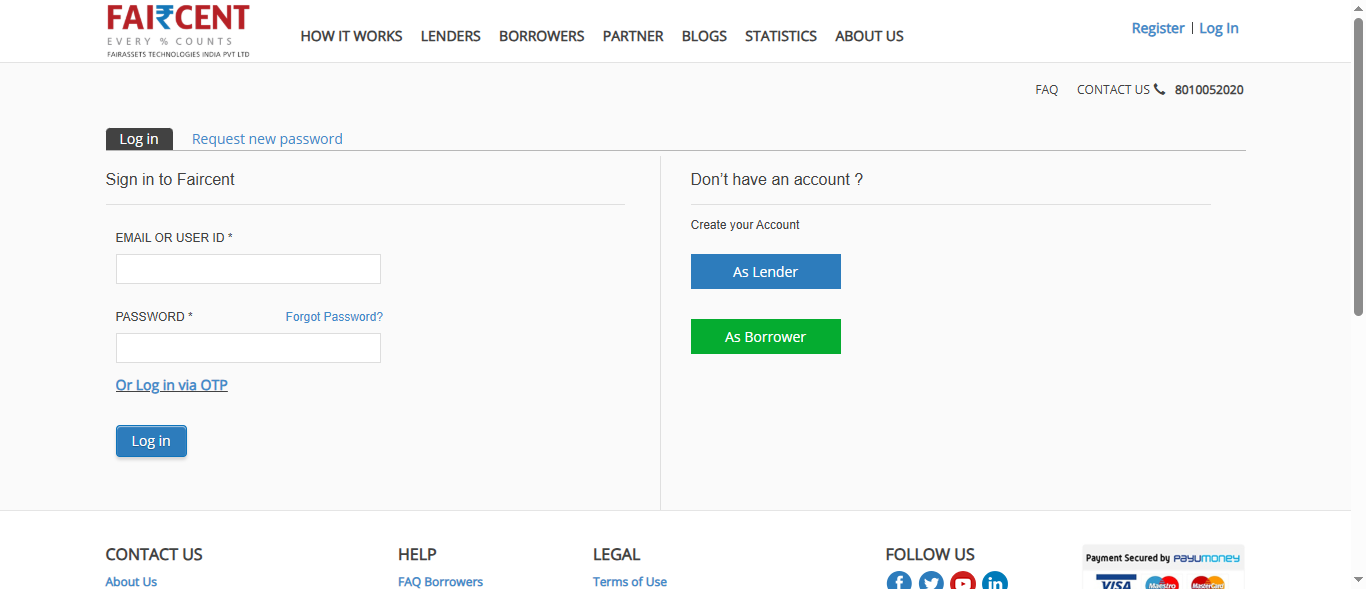 FAI₹CENT
EVERY % COUNTS
FAIRASSETS TECHNOLOGIES INDIA PVT LTD
HOW IT WORKS LENDERS BORROWERS PARTNER BLOGS STATISTICS ABOUT US
Register | Log In
FAQ CONTACT US 8010052020
Log in Request new password
Sign in to Faircent
EMAIL OR USER ID *
PASSWORD * Forgot Password?
Or Log in via OTP
Log in
Don't have an account ?
Create your Account
As Lender
As Borrower
CONTACT US
About Us
HELP
FAQ Borrowers
LEGAL
Terms of Use
FOLLOW US
f
in
Payment Secured by PayUmoney
VISA Maestro MasterCard